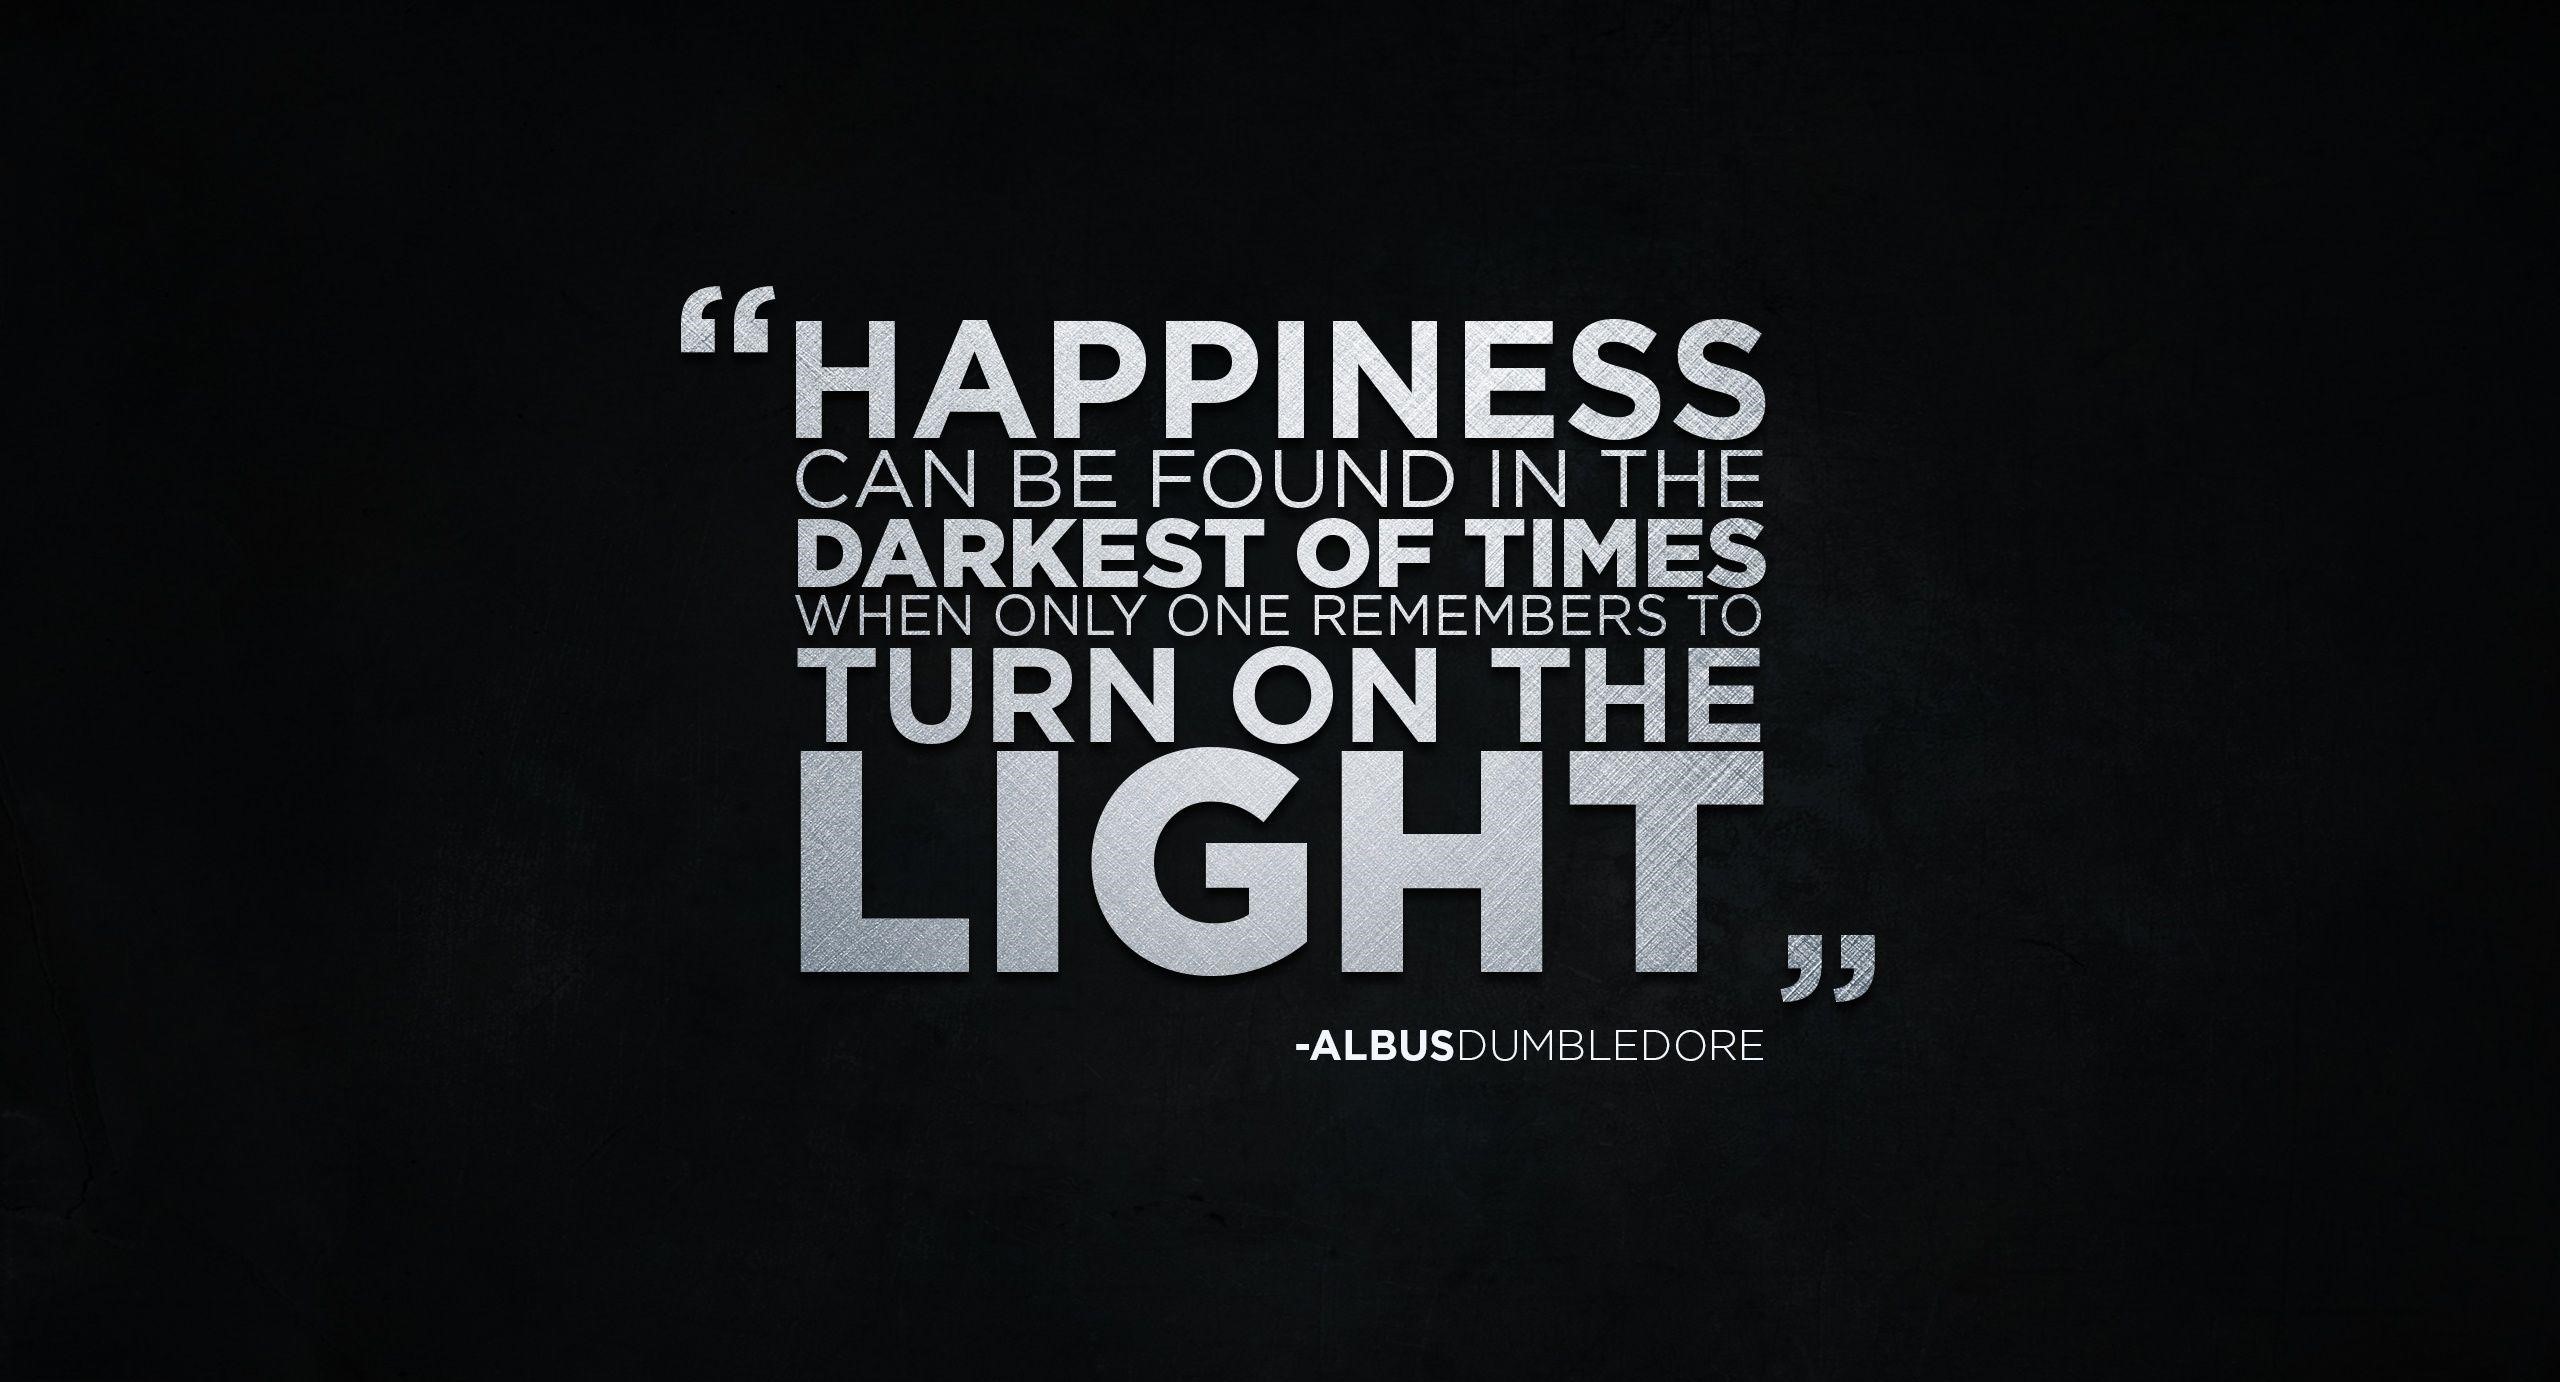 “HAPPINESS
CAN BE FOUND IN THE
DARKEST OF TIMES
WHEN ONLY ONE REMEMBERS TO
TURN ON THE
LIGHT”
-ALBUSDUMBLEDORE